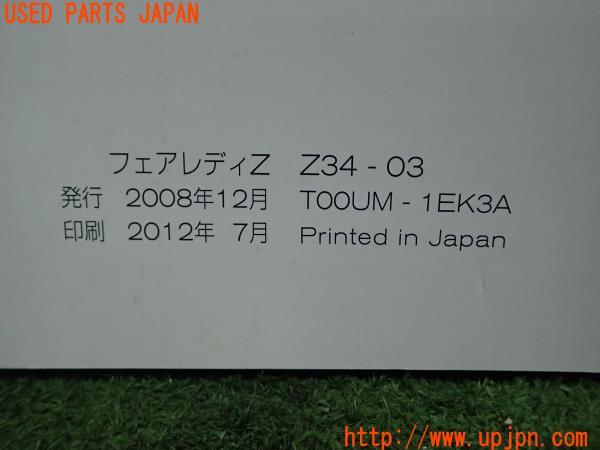 USED PARTS JAPAN
フェアレディZ Z34-03
発行 2008年12月 T00UM-1EK3A
印刷 2012年 7月 Printed in Japan
http://www.upjpn.com/